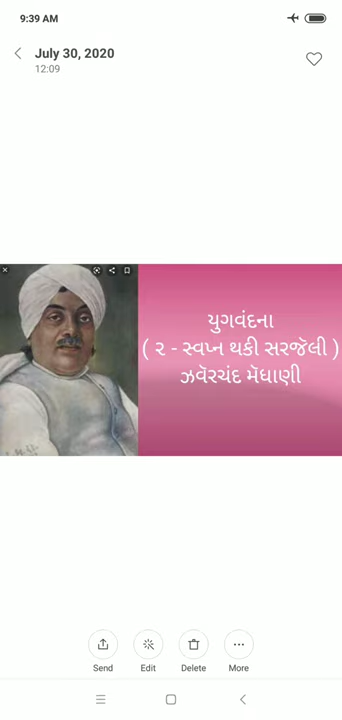 9:39 AM
July 30, 2020
12:09
યુગવંદના
( ૨ - સ્વપ્ન થકી સરજૅલી )
ઝવૅરચંદ મૅઘાણી
Send Edit Delete More